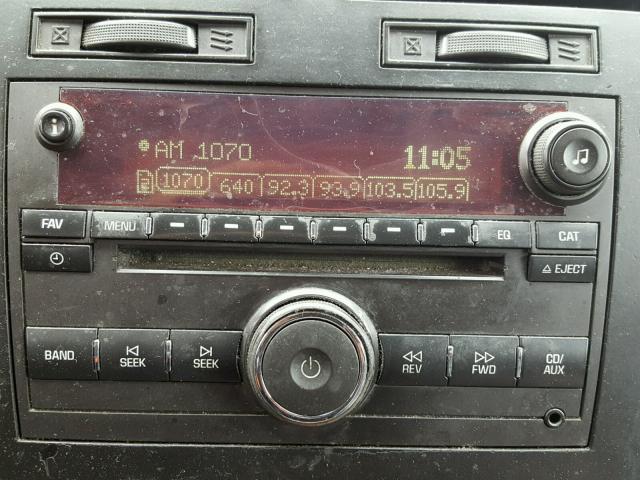 AM 1070 11:05
1070 640 92.3 93.9 103.5 105.9
FAV MENU EQ CAT
EJECT
BAND SEEK SEEK REV FWD CD/AUX